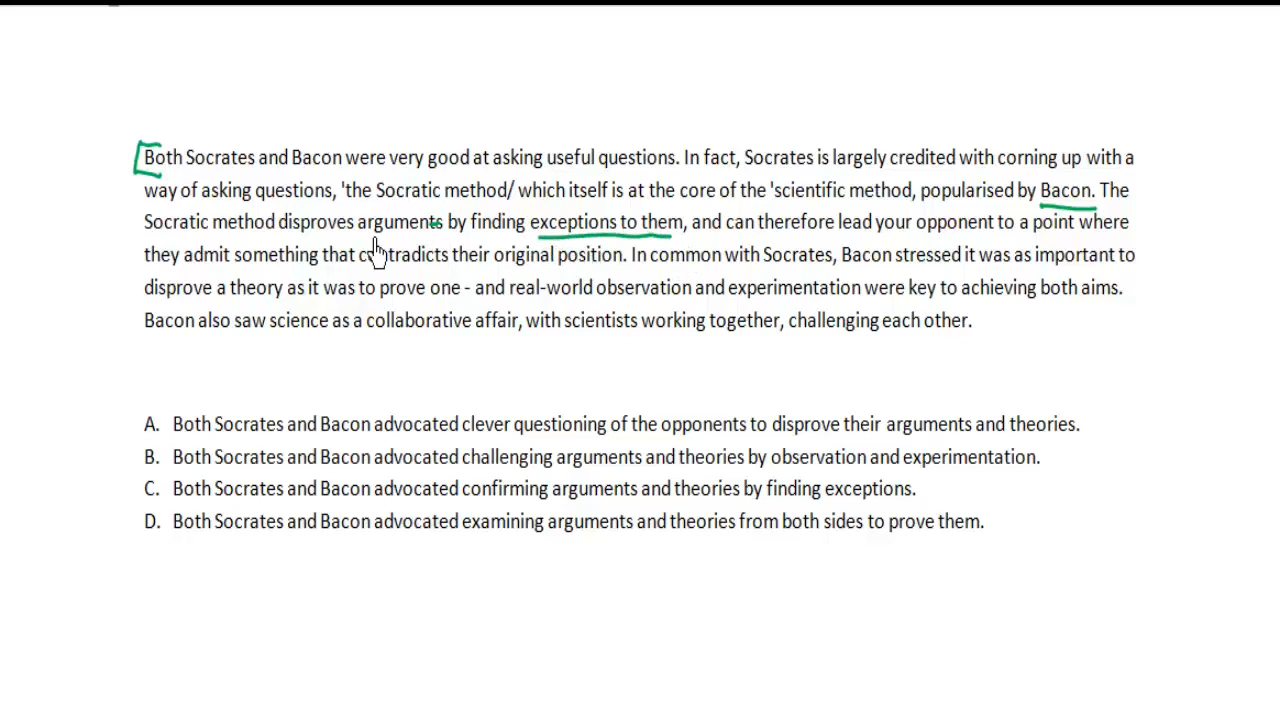 Both Socrates and Bacon were very good at asking useful questions. In fact, Socrates is largely credited with corning up with a
way of asking questions, 'the Socratic method/ which itself is at the core of the 'scientific method, popularised by Bacon. The
Socratic method disproves arguments by finding exceptions to them, and can therefore lead your opponent to a point where
they admit something that contradicts their original position. In common with Socrates, Bacon stressed it was as important to
disprove a theory as it was to prove one - and real-world observation and experimentation were key to achieving both aims.
Bacon also saw science as a collaborative affair, with scientists working together, challenging each other.
A. Both Socrates and Bacon advocated clever questioning of the opponents to disprove their arguments and theories.
B. Both Socrates and Bacon advocated challenging arguments and theories by observation and experimentation.
C. Both Socrates and Bacon advocated confirming arguments and theories by finding exceptions.
D. Both Socrates and Bacon advocated examining arguments and theories from both sides to prove them.